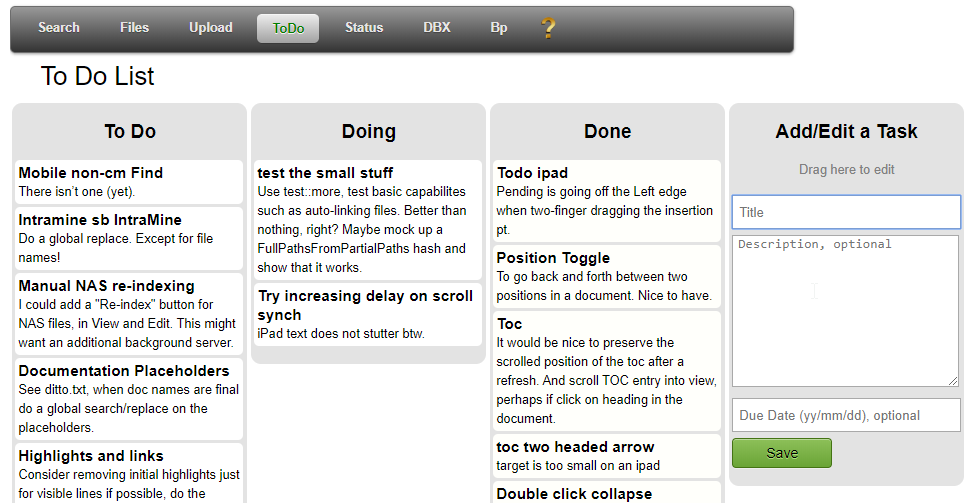 Search Files Upload ToDo Status DBX Bp ?
To Do List
To Do
Mobile non-cm Find
There isn't one (yet).
Intramine sb IntraMine
Do a global replace. Except for file
names!
Manual NAS re-indexing
I could add a "Re-index" button for
NAS files, in View and Edit. This might
want an additional background server.
Documentation Placeholders
See ditto.txt, when doc names are final
do a global search/replace on the
placeholders.
Highlights and links
Consider removing initial highlights just
for visible lines if possible, do the
Doing
test the small stuff
Use test::more, test basic capabilites
such as auto-linking files. Better than
nothing, right? Maybe mock up a
FullPathsFromPartialPaths hash and
show that it works.
Try increasing delay on scroll
synch
iPad text does not stutter btw.
Done
Todo ipad
Pending is going off the Left edge
when two-finger dragging the insertion
pt.
Position Toggle
To go back and forth between two
positions in a document. Nice to have.
Toc
It would be nice to preserve the
scrolled position of the toc after a
refresh. And scroll TOC entry into view,
perhaps if click on heading in the
document.
toc two headed arrow
target is too small on an ipad
Double click collapse
Add/Edit a Task
Drag here to edit
Title
Description, optional
Due Date (yy/mm/dd), optional
Save